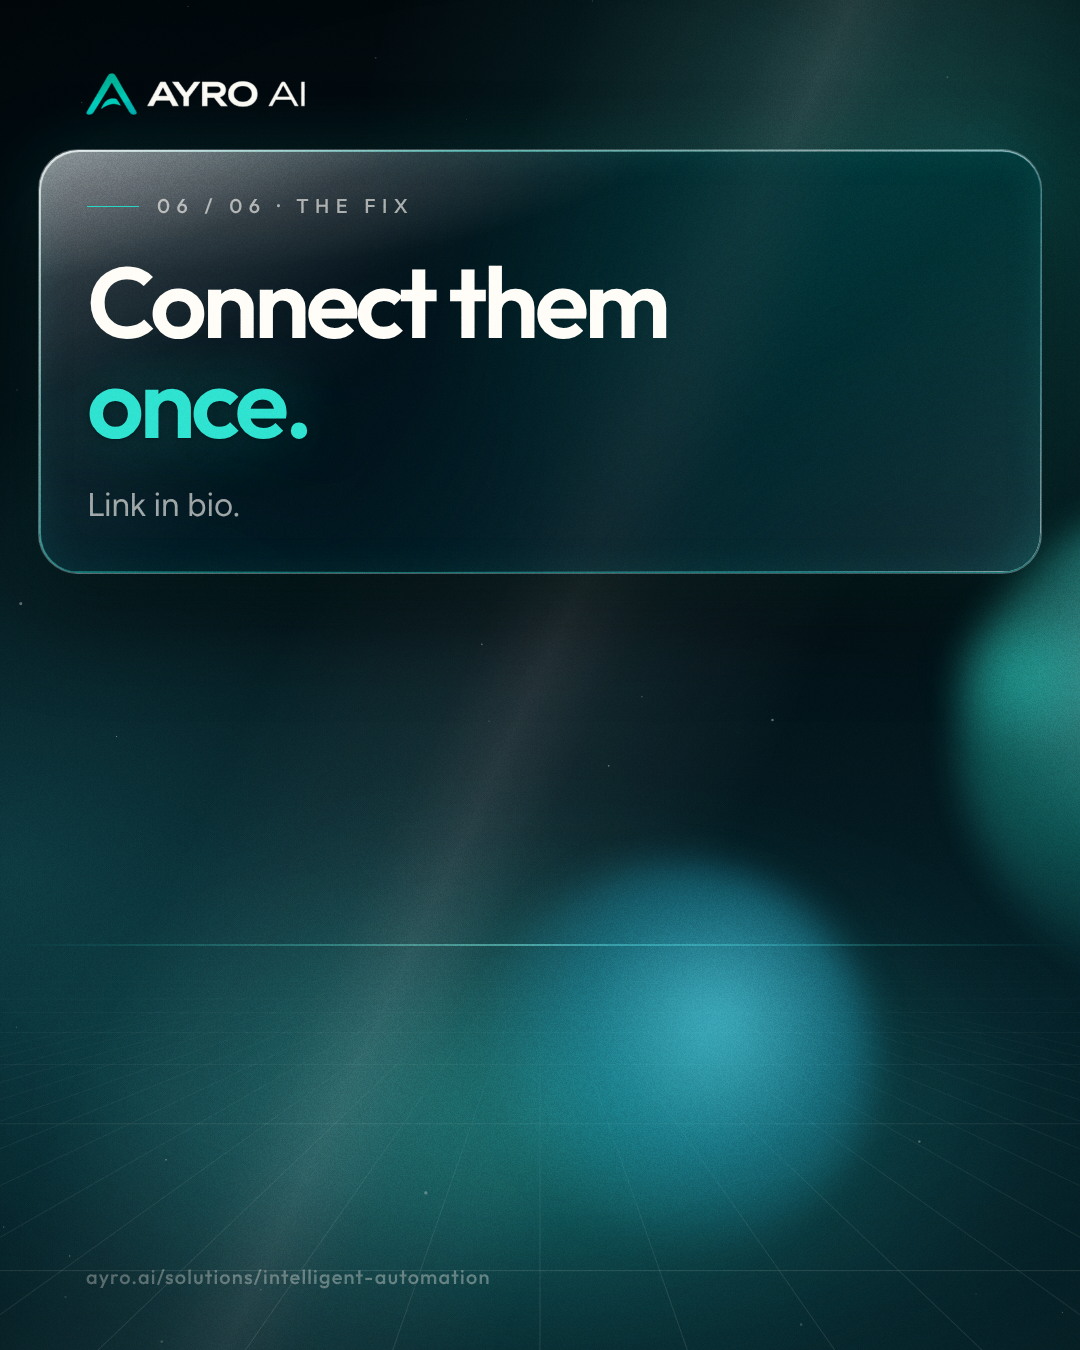 AYRO AI
06 / 06 · THE FIX
Connect them
once.
Link in bio.
ayro.ai/solutions/intelligent-automation